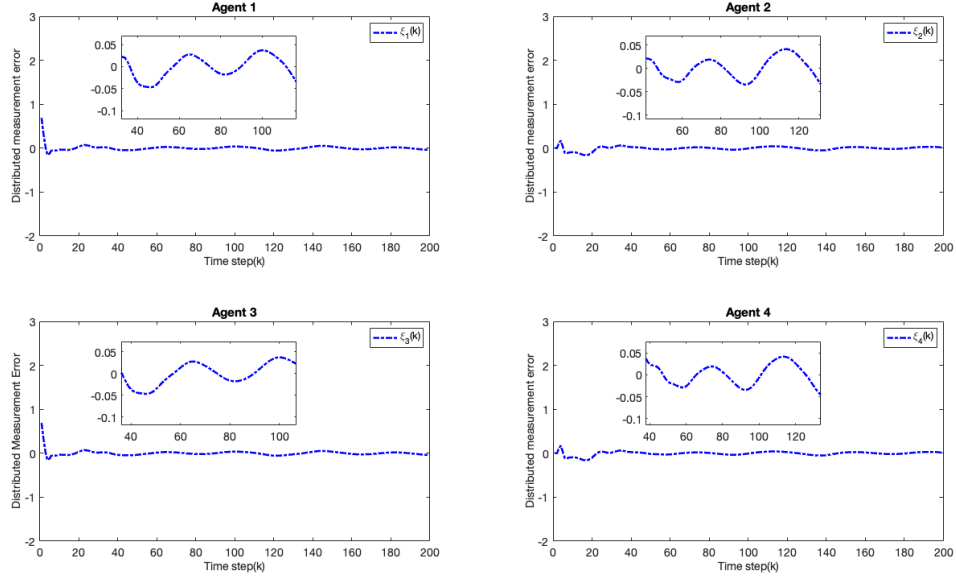 Agent 1
ξ1(k)
3
2
1
0
-1
-2
Distributed measurement error
0.05
0
-0.05
-0.1
40 60 80 100
0 20 40 60 80 100 120 140 160 180 200
Time step(k)
Agent 2
ξ2(k)
3
2
1
0
-1
-2
Distributed measurement error
0.05
0
-0.05
-0.1
60 80 100 120
0 20 40 60 80 100 120 140 160 180 200
Time step(k)
Agent 3
ξ3(k)
3
2
1
0
-1
-2
Distributed Measurement Error
0.05
0
-0.05
-0.1
40 60 80 100
0 20 40 60 80 100 120 140 160 180 200
Time step(k)
Agent 4
ξ4(k)
3
2
1
0
-1
-2
Distributed measurement error
0.05
0
-0.05
-0.1
40 60 80 100 120
0 20 40 60 80 100 120 140 160 180 200
Time step(k)